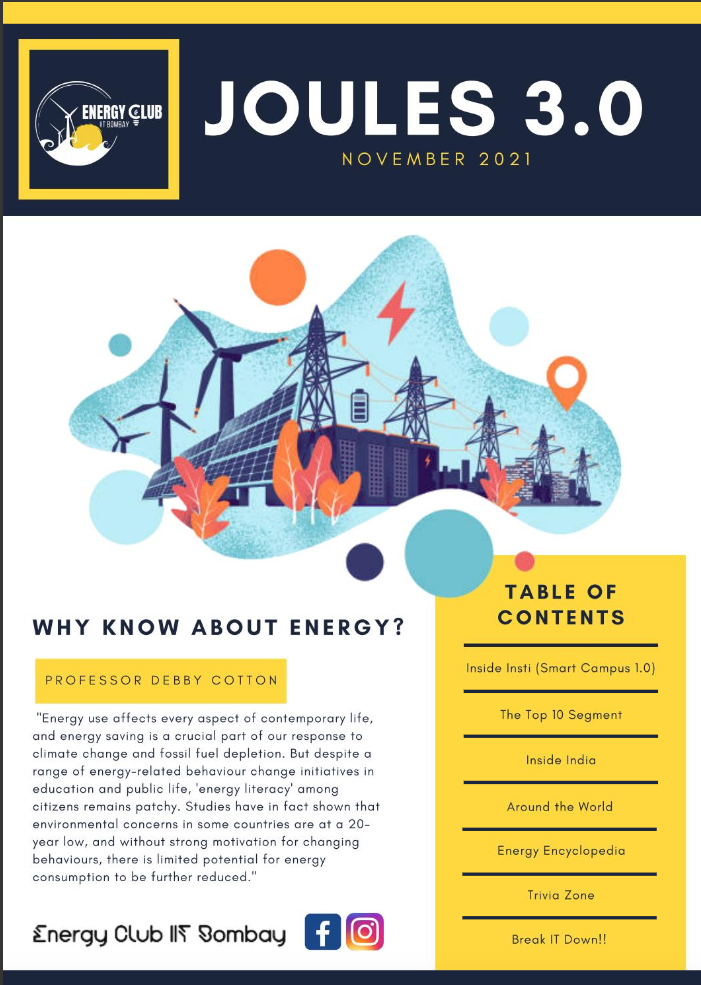 ENERGY CLUB
IIT BOMBAY
JOULES 3.0
NOVEMBER 2021
WHY KNOW ABOUT ENERGY?
PROFESSOR DEBBY COTTON
"Energy use affects every aspect of contemporary life,
and energy saving is a crucial part of our response to
climate change and fossil fuel depletion. But despite a
range of energy-related behaviour change initiatives in
education and public life, 'energy literacy' among
citizens remains patchy. Studies have in fact shown that
environmental concerns in some countries are at a 20-
year low, and without strong motivation for changing
behaviours, there is limited potential for energy
consumption to be further reduced."
Energy Club IIT Bombay
TABLE OF
CONTENTS
Inside Insti (Smart Campus 1.0)
The Top 10 Segment
Inside India
Around the World
Energy Encyclopedia
Trivia Zone
Break IT Down!!